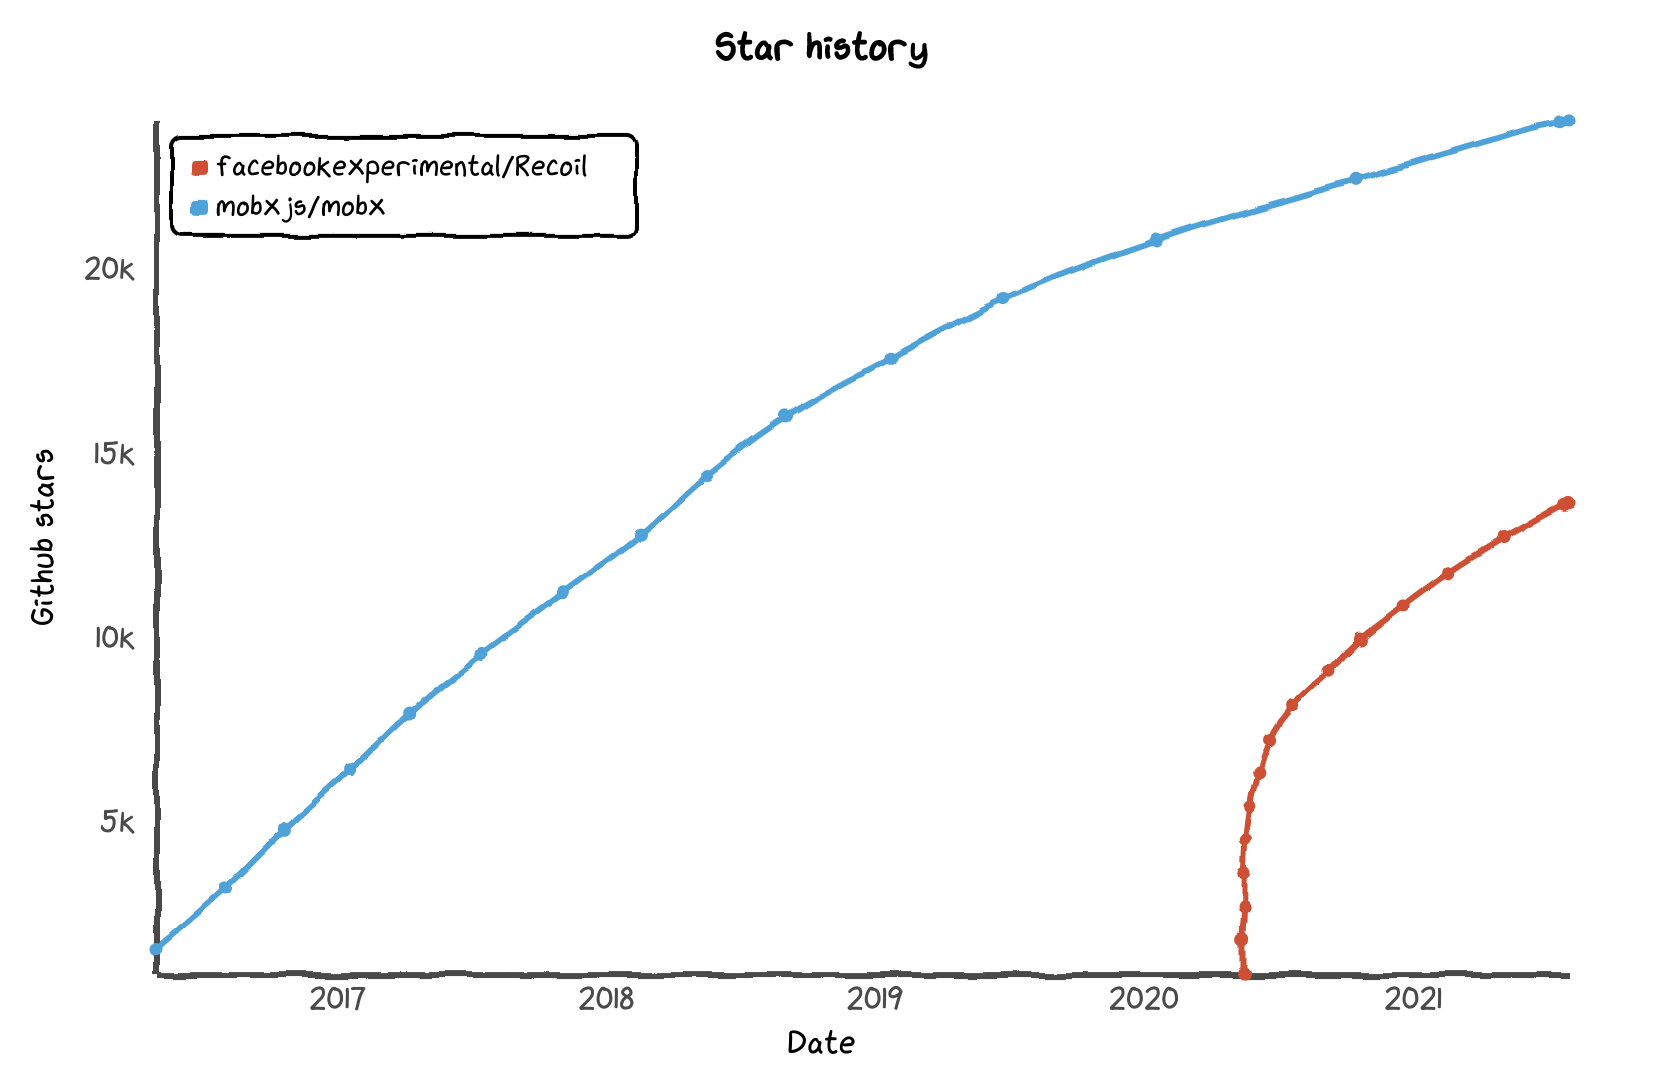 Star history
facebookexperimental/Recoil
mobxjs/mobx
20k
15k
10k
5k
Github stars
2017 2018 2019 2020 2021
Date